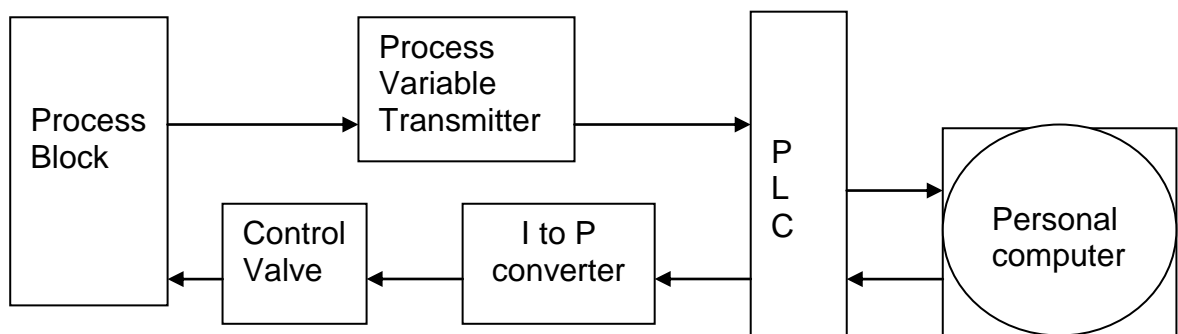 Process
Block
Process
Variable
Transmitter
P
L
C
Control
Valve
I to P
converter
Personal
computer